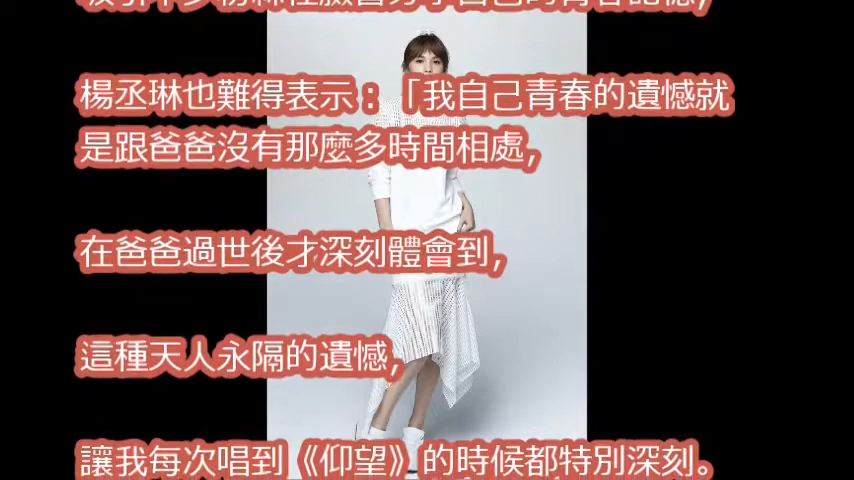 楊丞琳也難得表示：「我自己青春的遺憾就
是跟爸爸沒有那麼多時間相處，
在爸爸過世後才深刻體會到，
這種天人永隔的遺憾，
讓我每次唱到《仰望》的時候都特別深刻。